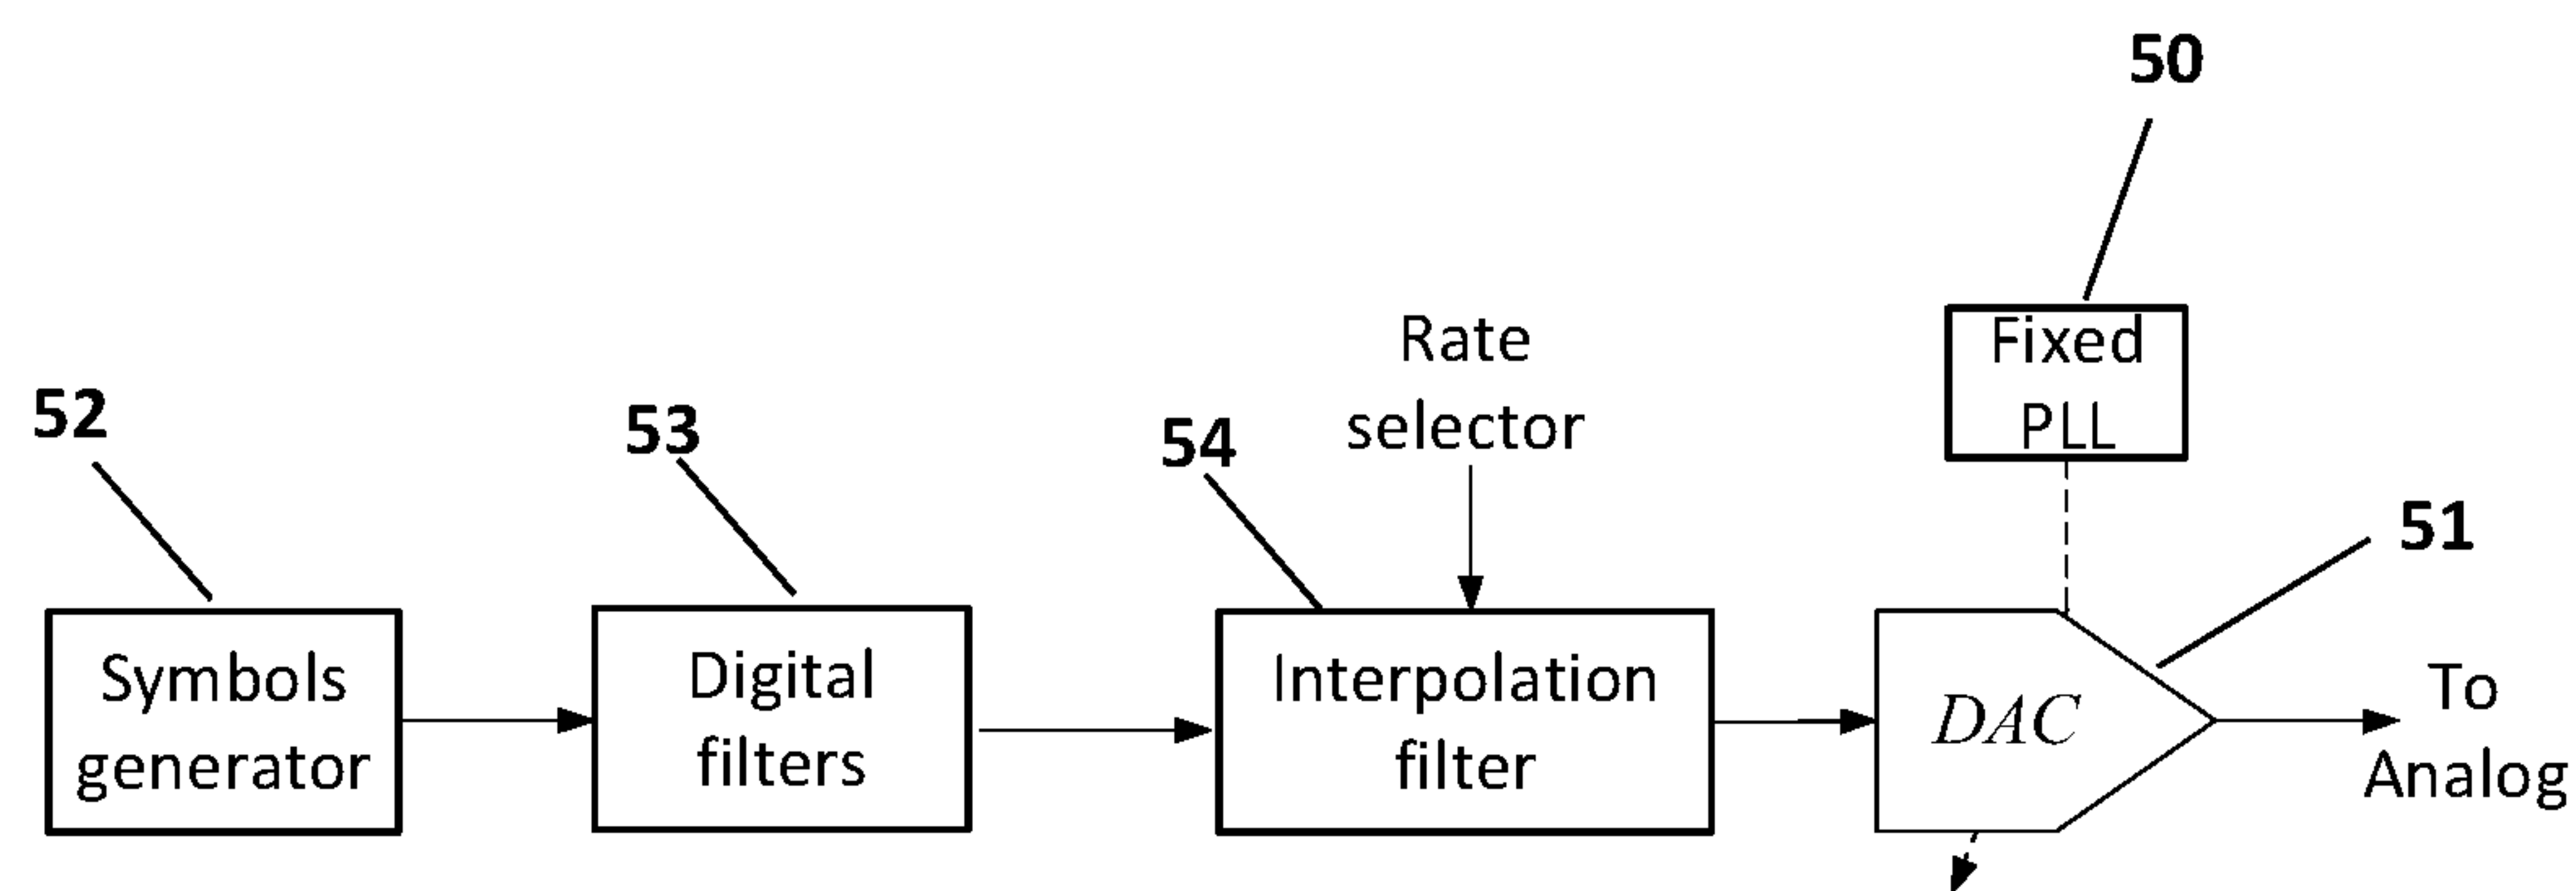 50
Fixed
PLL
Rate
selector
52
53
54
51
Symbols
generator
Digital
filters
Interpolation
filter
DAC
To
Analog